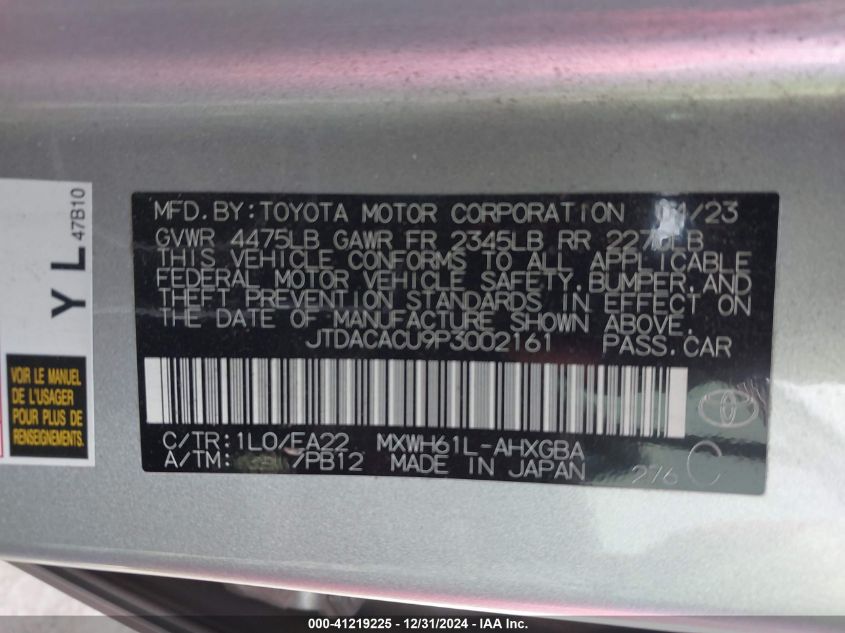 MFD. BY: TOYOTA MOTOR CORPORATION
GVWR 4475LB GAWR FR 2345LB RR
THIS VEHICLE CONFORMS TO ALL APPLICABLE
FEDERAL MOTOR VEHICLE SAFETY, BUMPER, AND
THEFT PREVENTION STANDARDS IN EFFECT ON
THE DATE OF MANUFACTURE SHOWN ABOVE.
JTDACACU9P3002161 PASS. CAR
C/TR: 1L0/EA22 MXWH61L-AHXGBA
A/TM: /PB12 MADE IN JAPAN 276 C
YL
47B10
VOIR LE MANUEL
DE L'USAGER
POUR PLUS DE
RENSEIGNEMENTS.
000-41219225 - 12/31/2024 - IAA Inc.